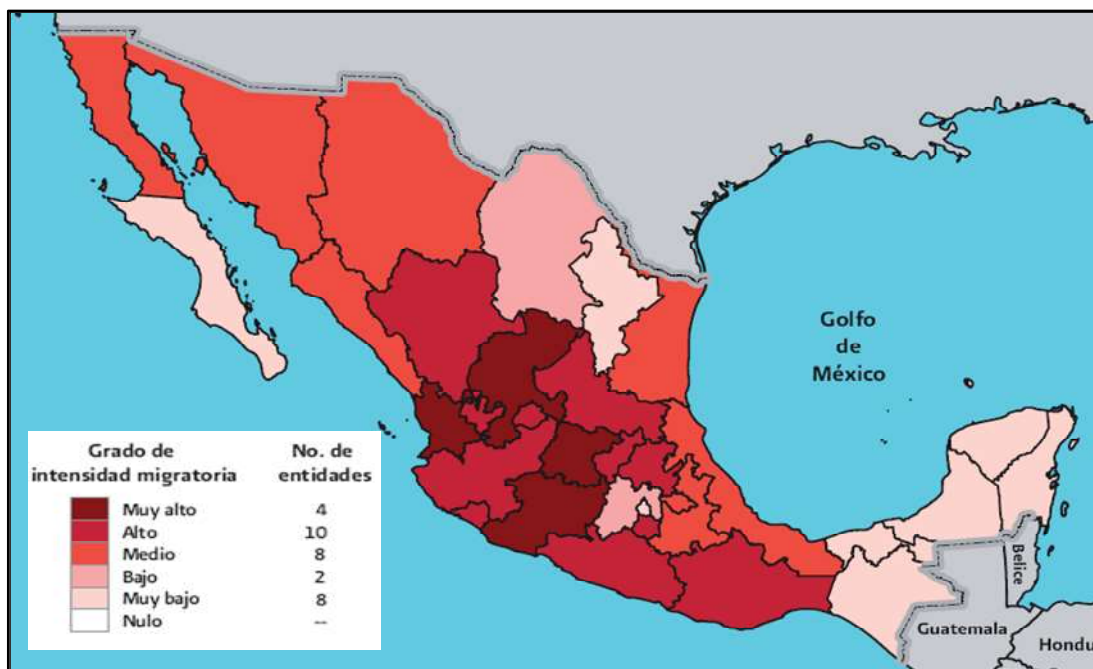 Golfo
de
México
Grado de
intensidad migratoria
No. de
entidades
Muy alto 4
Alto 10
Medio 8
Bajo 2
Muy bajo 8
Nulo --
Belice
Guatemala
Hondu